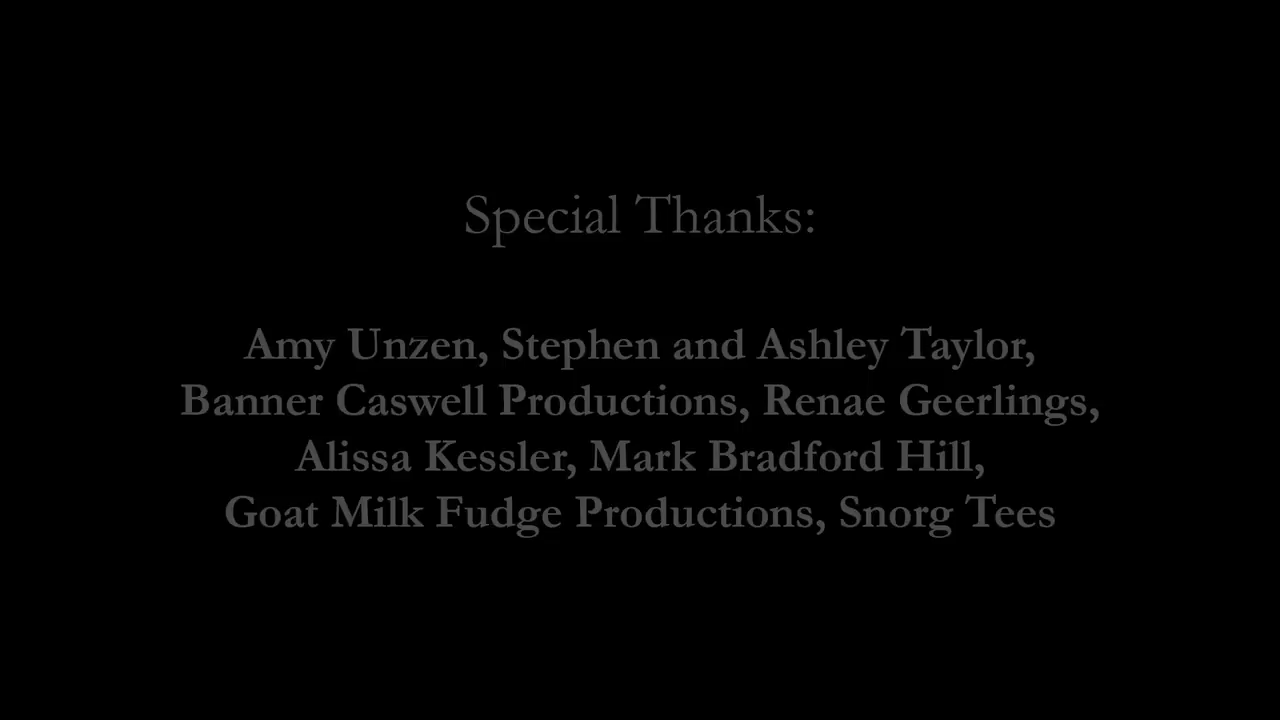 Special Thanks:
Amy Unzen, Stephen and Ashley Taylor,
Banner Caswell Productions, Renae Geerlings,
Alissa Kessler, Mark Bradford Hill,
Goat Milk Fudge Productions, Snorg Tees